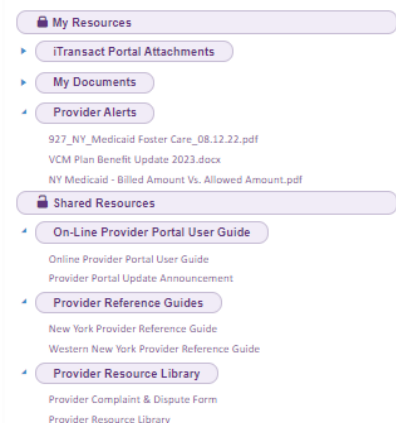 My Resources
iTransact Portal Attachments
My Documents
Provider Alerts
927_NY_Medicaid Foster Care_08.12.22.pdf
VCM Plan Benefit Update 2023.docx
NY Medicaid - Billed Amount Vs. Allowed Amount.pdf
Shared Resources
On-Line Provider Portal User Guide
Online Provider Portal User Guide
Provider Portal Update Announcement
Provider Reference Guides
New York Provider Reference Guide
Western New York Provider Reference Guide
Provider Resource Library
Provider Complaint & Dispute Form
Provider Resource Library